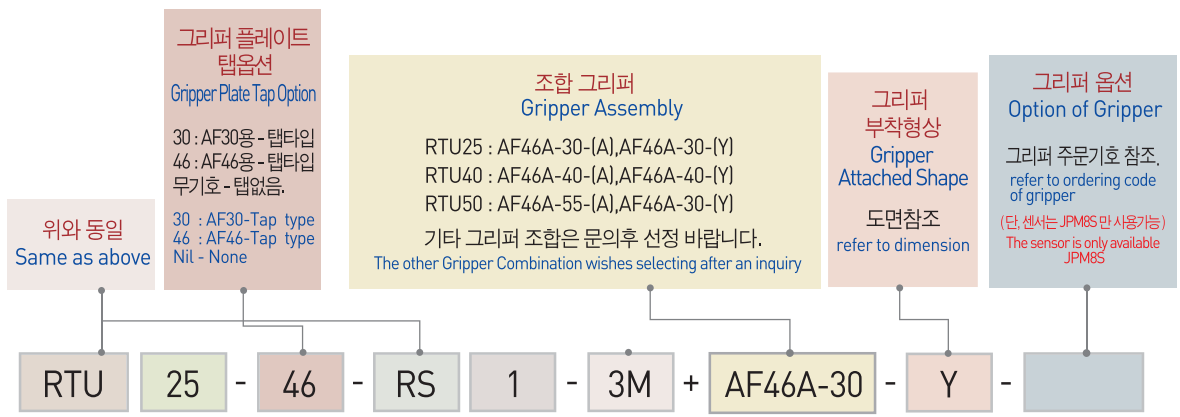 위와 동일
Same as above
그리퍼 플레이트
탭옵션
Gripper Plate Tap Option
30 : AF30용 - 탭타입
46 : AF46용 - 탭타입
무기호 - 탭없음.
30 : AF30-Tap type
46 : AF46-Tap type
Nil - None
조합 그리퍼
Gripper Assembly
RTU25 : AF46A-30-(A),AF46A-30-(Y)
RTU40 : AF46A-40-(A),AF46A-40-(Y)
RTU50 : AF46A-55-(A),AF46A-30-(Y)
기타 그리퍼 조합은 문의후 선정 바랍니다.
The other Gripper Combination wishes selecting after an inquiry
그리퍼
부착형상
Gripper
Attached Shape
도면참조
refer to dimension
그리퍼 옵션
Option of Gripper
그리퍼 주문기호 참조.
refer to ordering code
of gripper
(단, 센서는 JPM8S 만 사용가능)
The sensor is only available
JPM8S
RTU 25 - 46 - RS 1 - 3M + AF46A-30 - Y -